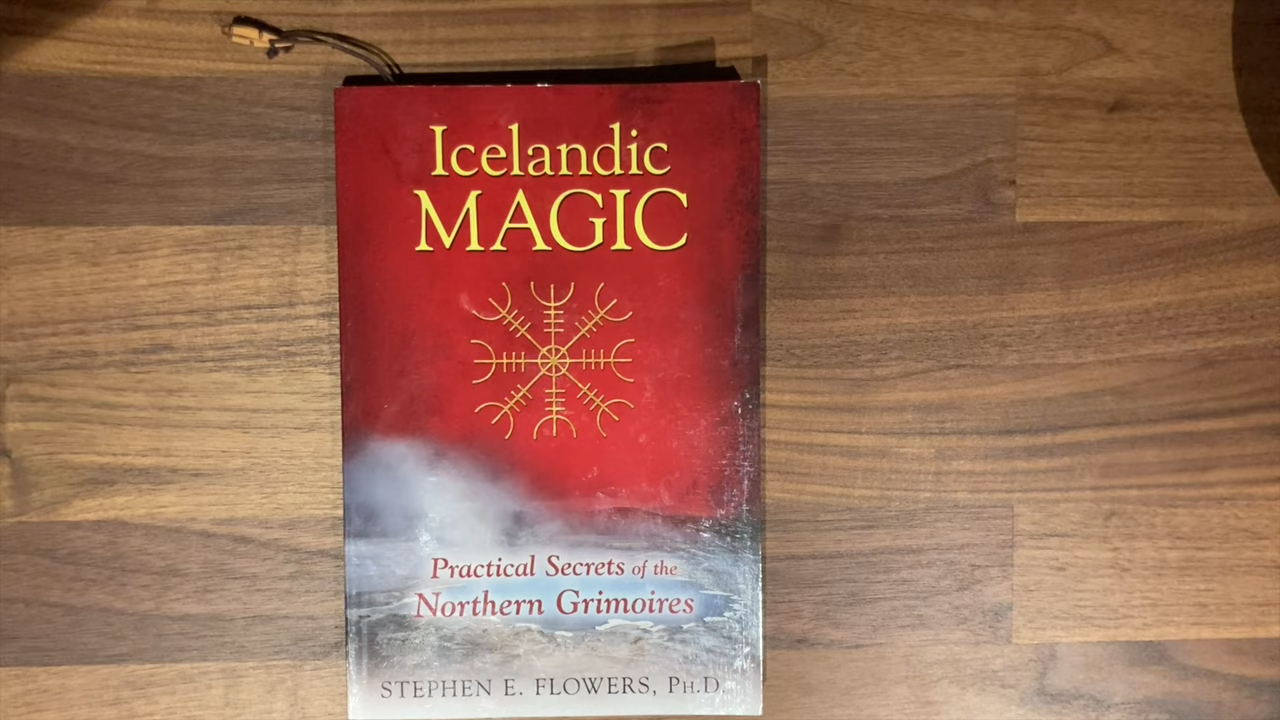 Icelandic
MAGIC
Practical Secrets of the
Northern Grimoires
STEPHEN E. FLOWERS, PH.D.